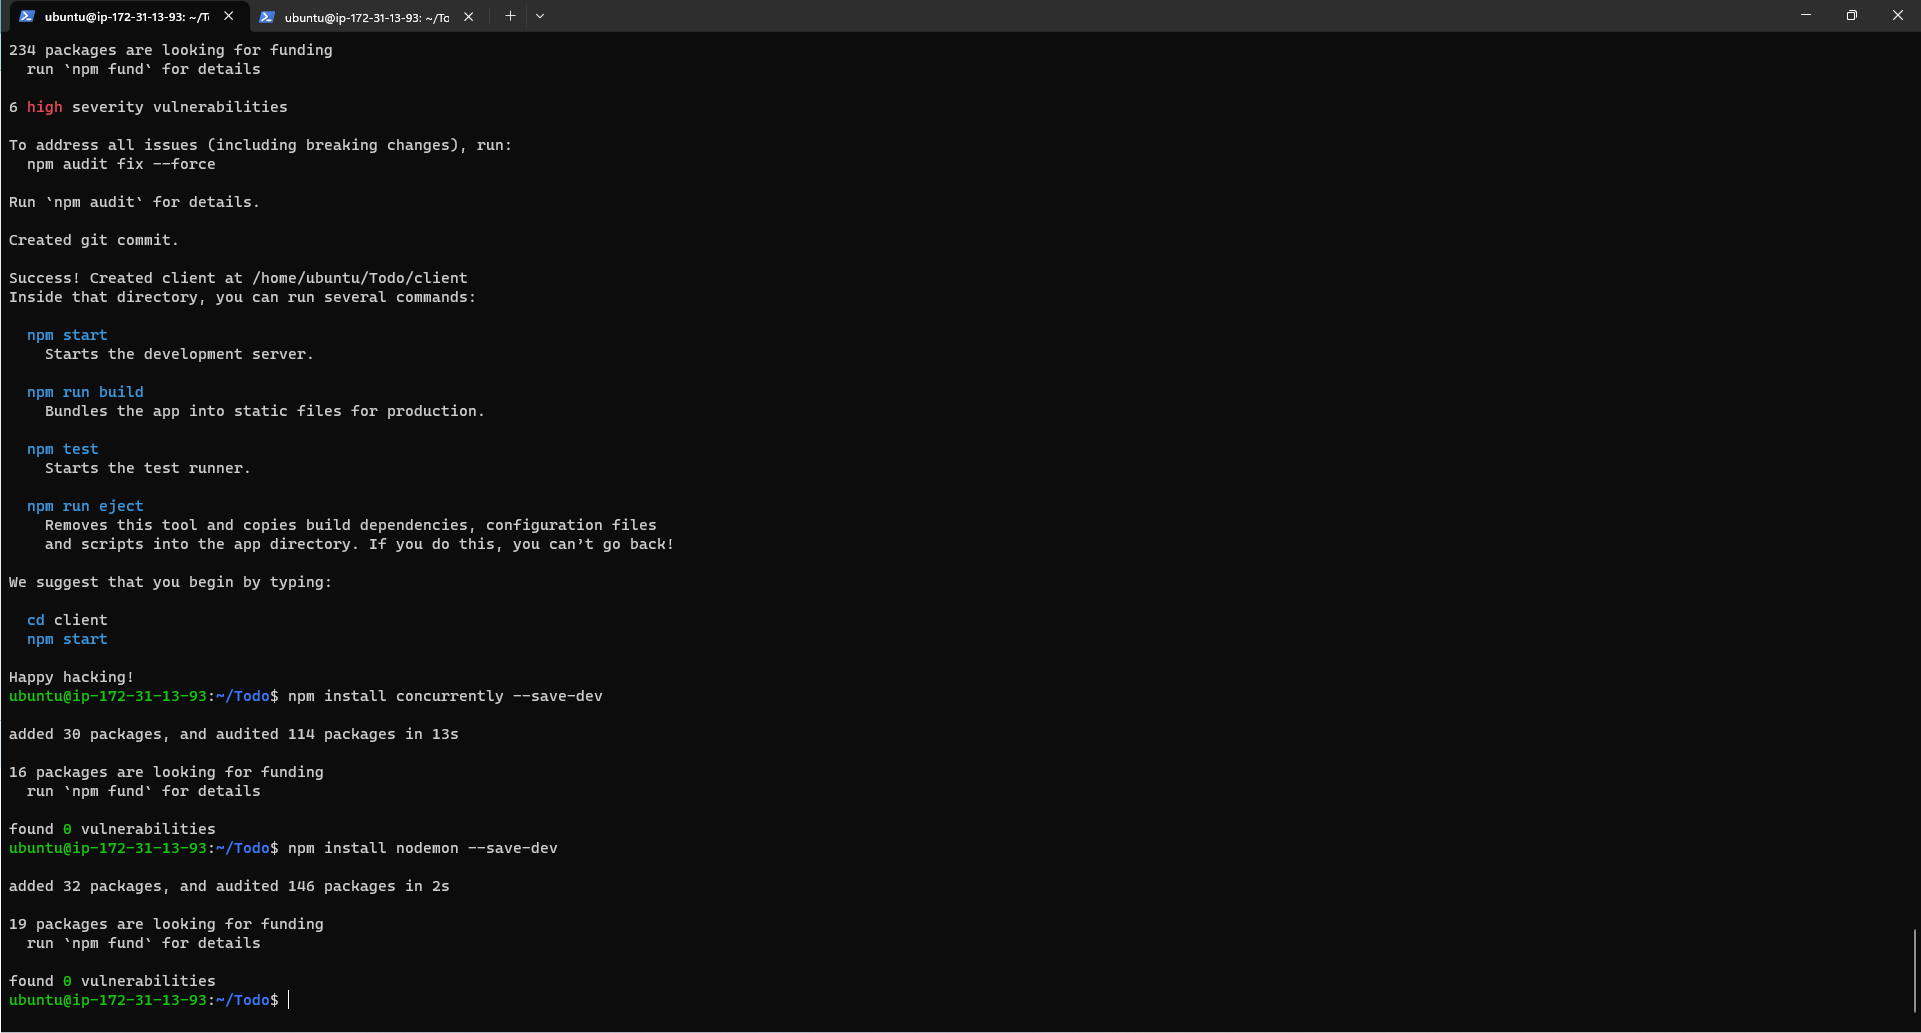 ubuntu@ip-172-31-13-93: ~/To
ubuntu@ip-172-31-13-93: ~/To
234 packages are looking for funding
  run `npm fund` for details
6 high severity vulnerabilities
To address all issues (including breaking changes), run:
  npm audit fix --force
Run `npm audit` for details.
Created git commit.
Success! Created client at /home/ubuntu/Todo/client
Inside that directory, you can run several commands:
  npm start
    Starts the development server.
  npm run build
    Bundles the app into static files for production.
  npm test
    Starts the test runner.
  npm run eject
    Removes this tool and copies build dependencies, configuration files
    and scripts into the app directory. If you do this, you can’t go back!
We suggest that you begin by typing:
  cd client
  npm start
Happy hacking!
ubuntu@ip-172-31-13-93:~/Todo$ npm install concurrently --save-dev
added 30 packages, and audited 114 packages in 13s
16 packages are looking for funding
  run `npm fund` for details
found 0 vulnerabilities
ubuntu@ip-172-31-13-93:~/Todo$ npm install nodemon --save-dev
added 32 packages, and audited 146 packages in 2s
19 packages are looking for funding
  run `npm fund` for details
found 0 vulnerabilities
ubuntu@ip-172-31-13-93:~/Todo$